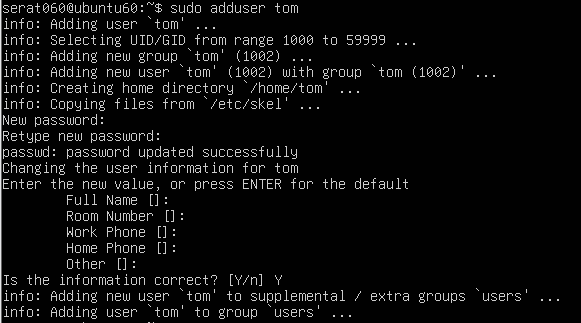 serat060@ubuntu60:~$ sudo adduser tom
info: Adding user `tom' ...
info: Selecting UID/GID from range 1000 to 59999 ...
info: Adding new group `tom' (1002) ...
info: Adding new user `tom' (1002) with group `tom (1002)' ...
info: Creating home directory `/home/tom' ...
info: Copying files from `/etc/skel' ...
New password:
Retype new password:
passwd: password updated successfully
Changing the user information for tom
Enter the new value, or press ENTER for the default
Full Name []:
Room Number []:
Work Phone []:
Home Phone []:
Other []:
Is the information correct? [Y/n] Y
info: Adding new user `tom' to supplemental / extra groups `users' ...
info: Adding user `tom' to group `users' ...